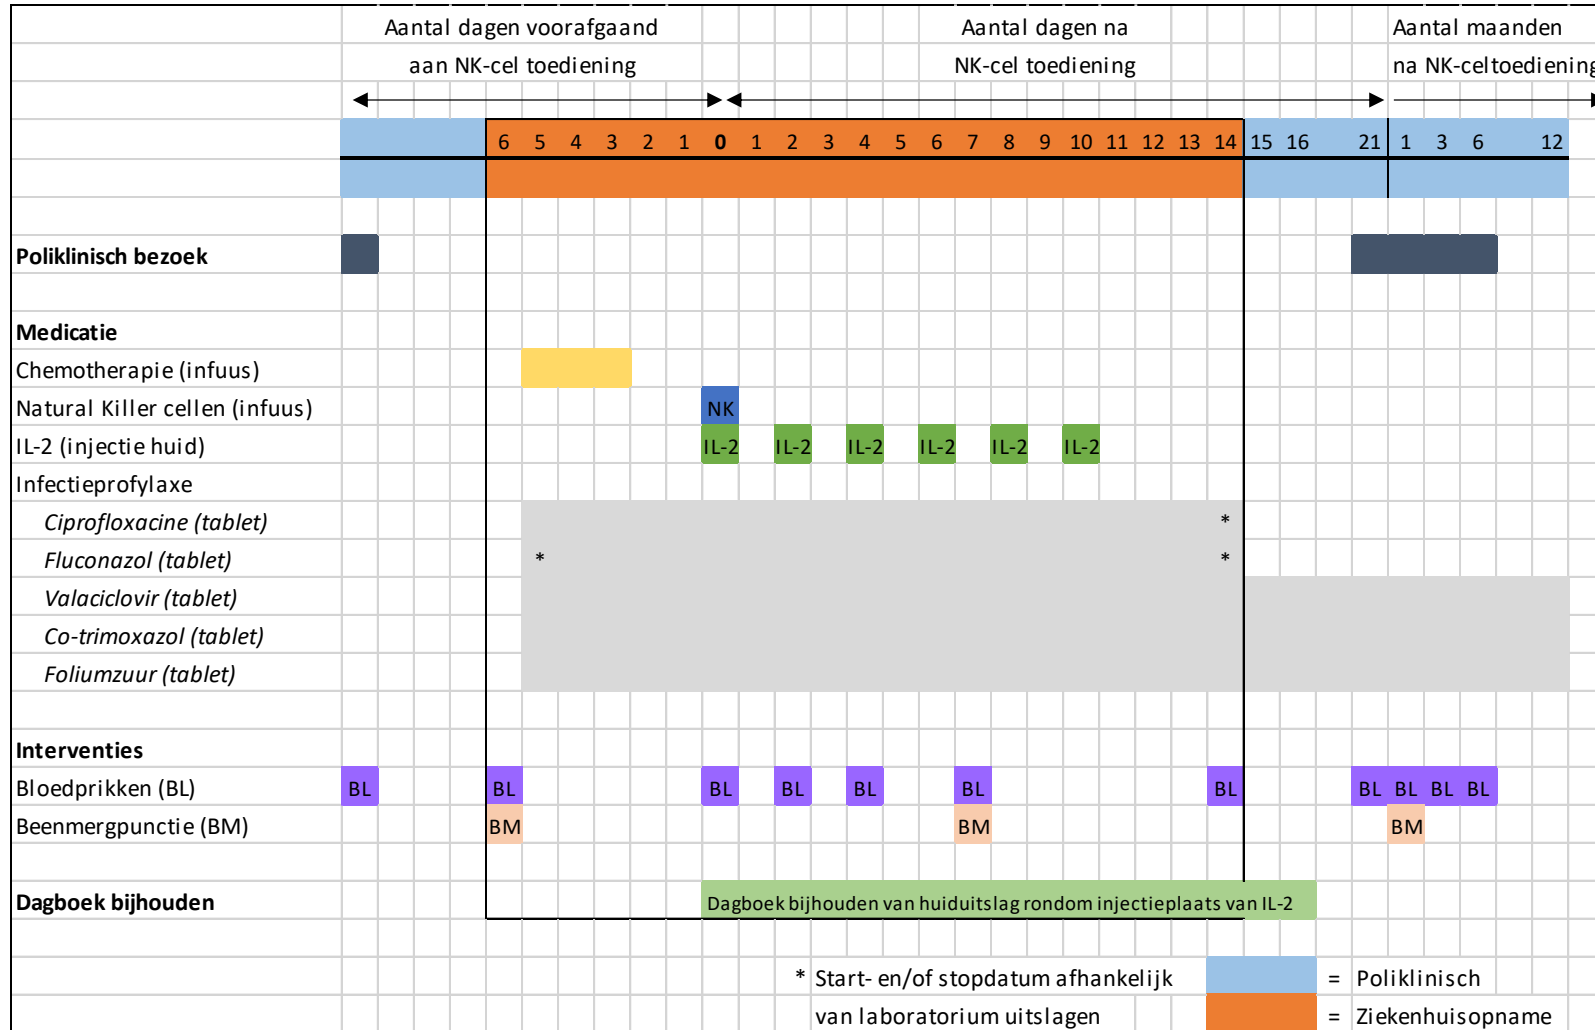 Aantal dagen voorafgaand Aantal dagen na Aantal maanden
aan NK-cel toediening NK-cel toediening na NK-celtoediening
6 5 4 3 2 1 0 1 2 3 4 5 6 7 8 9 10 11 12 13 14 15 16 21 1 3 6 12
Poliklinisch bezoek
Medicatie
Chemotherapie (infuus)
Natural Killer cellen (infuus) NK
IL-2 (injectie huid) IL-2 IL-2 IL-2 IL-2 IL-2 IL-2
Infectieprofylaxe
Ciprofloxacine (tablet) *
Fluconazol (tablet) * *
Valaciclovir (tablet)
Co-trimoxazol (tablet)
Foliumzuur (tablet)
Interventies
Bloedprikken (BL) BL BL BL BL BL BL BL BL BL BL BL
Beenmergpunctie (BM) BM BM BM
Dagboek bijhouden Dagboek bijhouden van huiduitslag rondom injectieplaats van IL-2
* Start- en/of stopdatum afhankelijk = Poliklinisch
van laboratorium uitslagen = Ziekenhuisopname